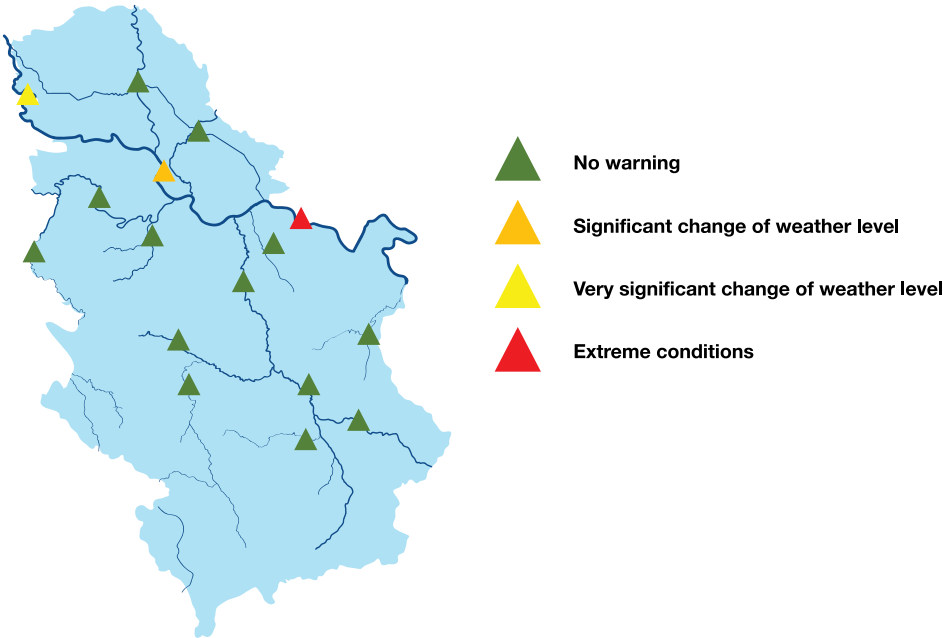 No warning
Significant change of weather level
Very significant change of weather level
Extreme conditions